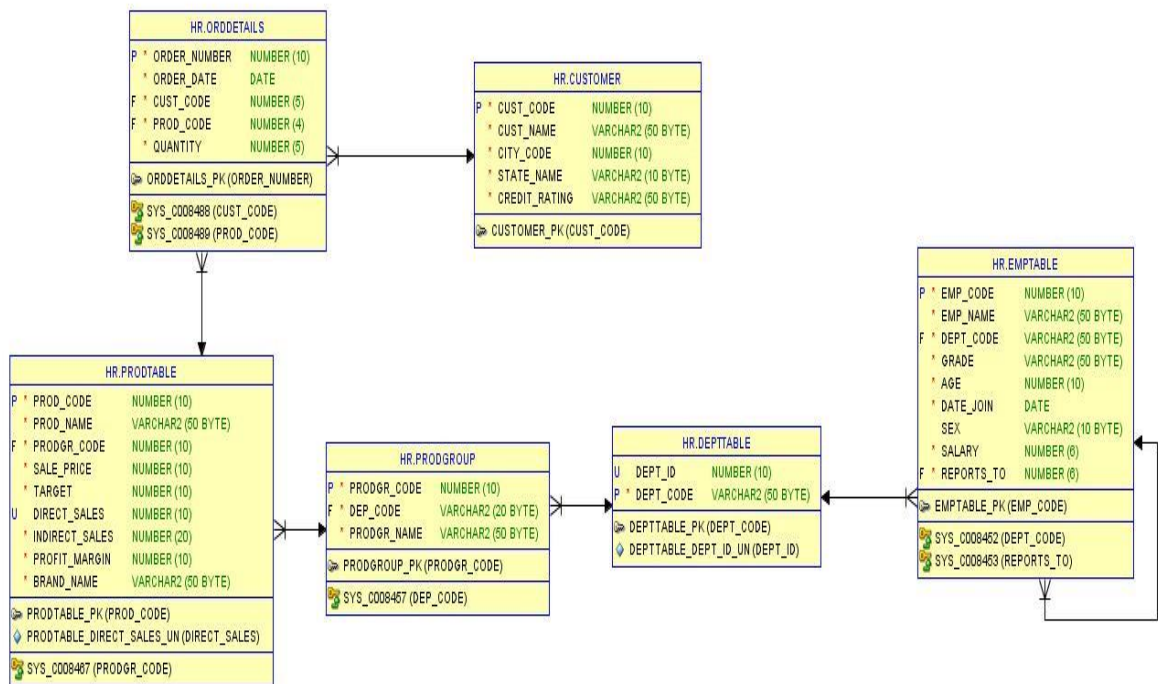 HR.ORDDETAILS
P * ORDER_NUMBER NUMBER (10)
* ORDER_DATE DATE
F * CUST_CODE NUMBER (5)
F * PROD_CODE NUMBER (4)
* QUANTITY NUMBER (5)
ORDDETAILS_PK (ORDER_NUMBER)
SYS_C008488 (CUST_CODE)
SYS_C008489 (PROD_CODE)
HR.CUSTOMER
P * CUST_CODE NUMBER (10)
* CUST_NAME VARCHAR2 (50 BYTE)
* CITY_CODE NUMBER (10)
* STATE_NAME VARCHAR2 (10 BYTE)
* CREDIT_RATING VARCHAR2 (50 BYTE)
CUSTOMER_PK (CUST_CODE)
HR.EMPTABLE
P * EMP_CODE NUMBER (10)
* EMP_NAME VARCHAR2 (50 BYTE)
F * DEPT_CODE VARCHAR2 (50 BYTE)
* GRADE VARCHAR2 (50 BYTE)
* AGE NUMBER (10)
* DATE_JOIN DATE
SEX VARCHAR2 (10 BYTE)
* SALARY NUMBER (6)
F * REPORTS_TO NUMBER (6)
EMPTABLE_PK (EMP_CODE)
SYS_C008452 (DEPT_CODE)
SYS_C008453 (REPORTS_TO)
HR.PRODTABLE
P * PROD_CODE NUMBER (10)
* PROD_NAME VARCHAR2 (50 BYTE)
F * PRODGR_CODE NUMBER (10)
* SALE_PRICE NUMBER (10)
* TARGET NUMBER (10)
U DIRECT_SALES NUMBER (10)
* INDIRECT_SALES NUMBER (20)
* PROFIT_MARGIN NUMBER (10)
* BRAND_NAME VARCHAR2 (50 BYTE)
PRODTABLE_PK (PROD_CODE)
PRODTABLE_DIRECT_SALES_UN (DIRECT_SALES)
SYS_C008467 (PRODGR_CODE)
HR.PRODGROUP
P * PRODGR_CODE NUMBER (10)
F * DEP_CODE VARCHAR2 (20 BYTE)
* PRODGR_NAME VARCHAR2 (50 BYTE)
PRODGROUP_PK (PRODGR_CODE)
SYS_C008457 (DEP_CODE)
HR.DEPTTABLE
U DEPT_ID NUMBER (10)
P * DEPT_CODE VARCHAR2 (50 BYTE)
DEPTTABLE_PK (DEPT_CODE)
DEPTTABLE_DEPT_ID_UN (DEPT_ID)